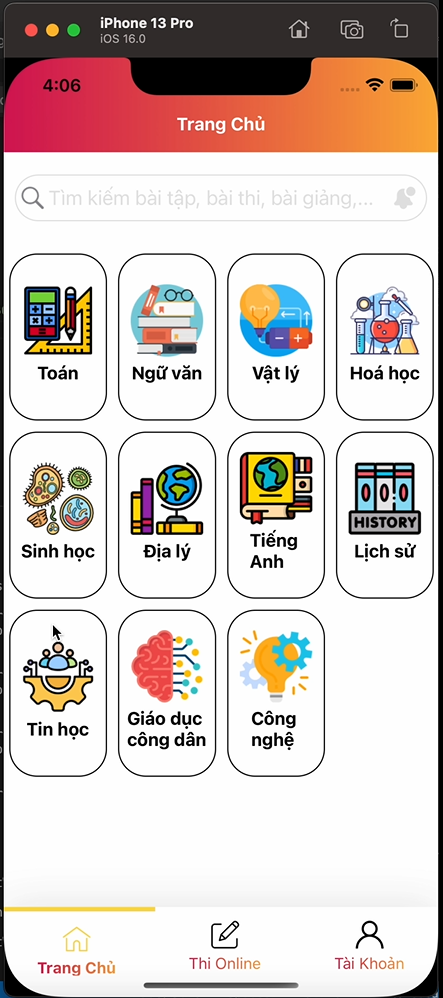 iPhone 13 Pro
iOS 16.0
4:06
Trang Chủ
Tìm kiếm bài tập, bài thi, bài giảng,...
Toán
Ngữ văn
Vật lý
Hoá học
Sinh học
Địa lý
Tiếng
Anh
HISTORY
Lịch sử
Tin học
Giáo dục
công dân
Công
nghệ
Trang Chủ
Thi Online
Tài Khoản